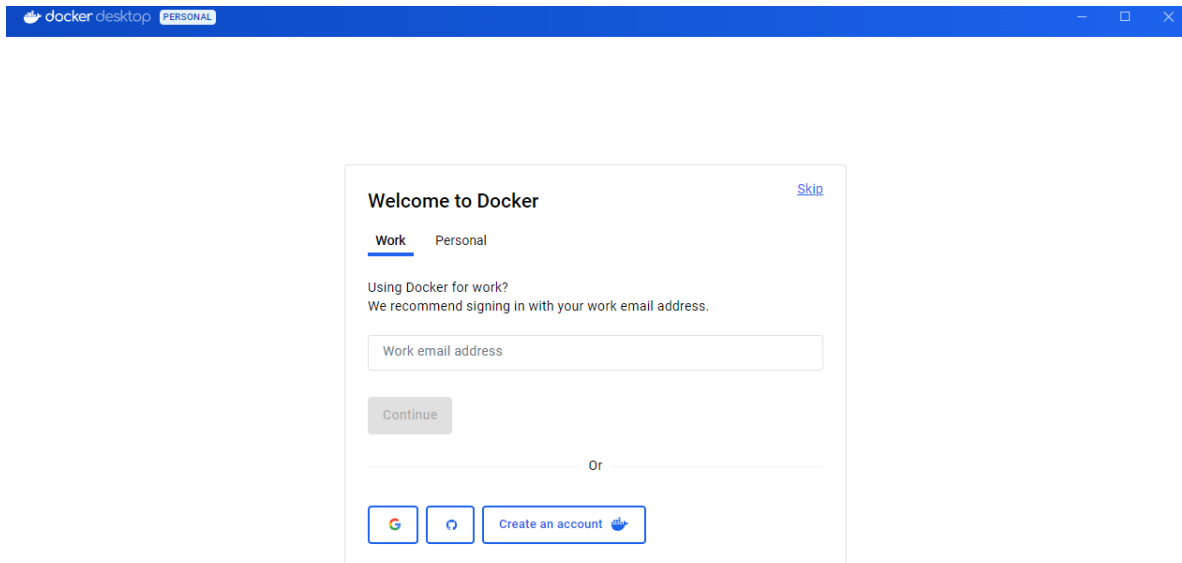 docker desktop PERSONAL
Skip
Welcome to Docker
Work Personal
Using Docker for work?
We recommend signing in with your work email address.
Work email address
Continue
Or
Create an account